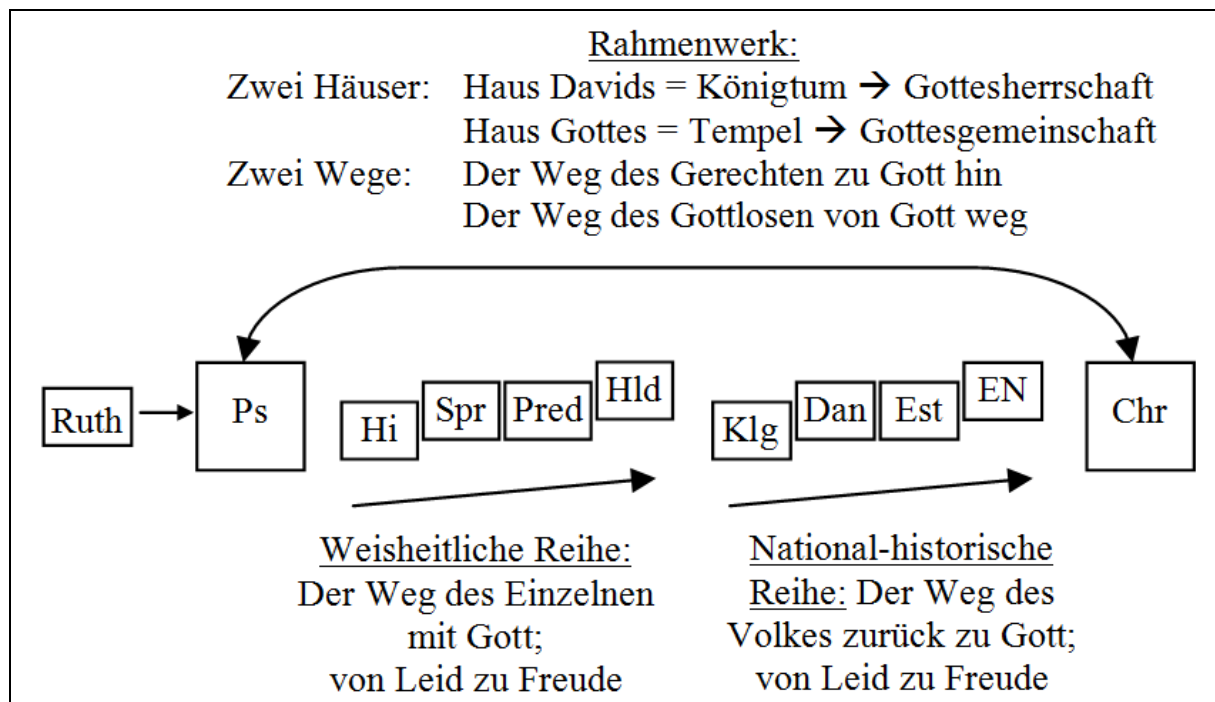 Rahmenwerk:
Zwei Häuser: Haus Davids = Königtum → Gottesherrschaft
Haus Gottes = Tempel → Gottesgemeinschaft
Zwei Wege: Der Weg des Gerechten zu Gott hin
Der Weg des Gottlosen von Gott weg
Ruth
Ps
Hi
Spr
Pred
Hld
Klg
Dan
Est
EN
Chr
Weisheitliche Reihe:
Der Weg des Einzelnen
mit Gott;
von Leid zu Freude
National-historische
Reihe: Der Weg des
Volkes zurück zu Gott;
von Leid zu Freude